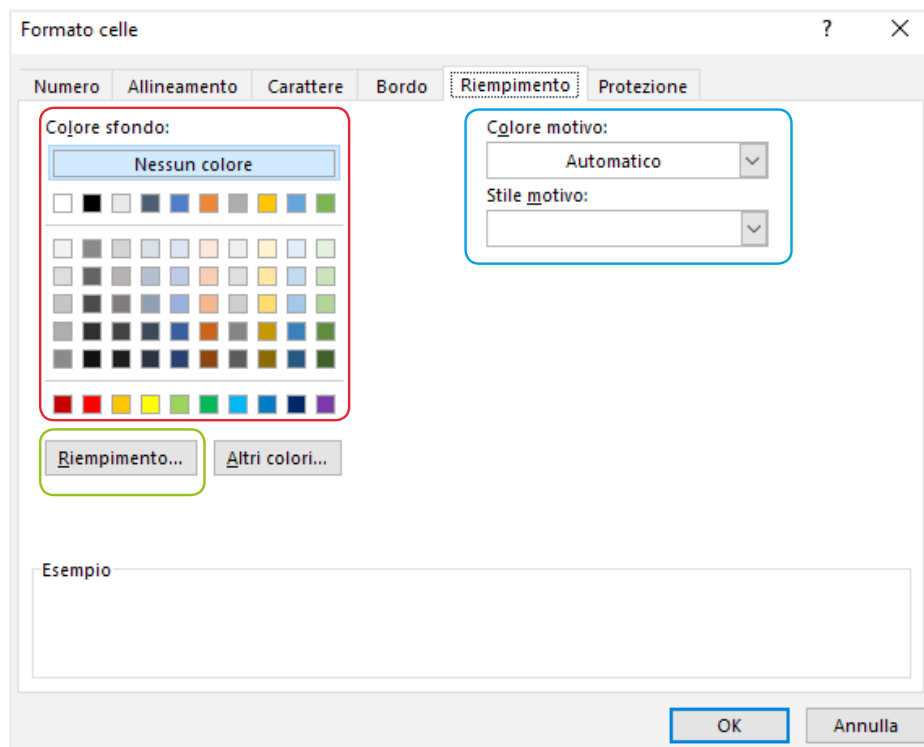 Formato celle
?
Numero Allineamento Carattere Bordo Riempimento Protezione
Colore sfondo:
Nessun colore
Colore motivo:
Automatico
Stile motivo:
Riempimento... Altri colori...
Esempio
OK Annulla